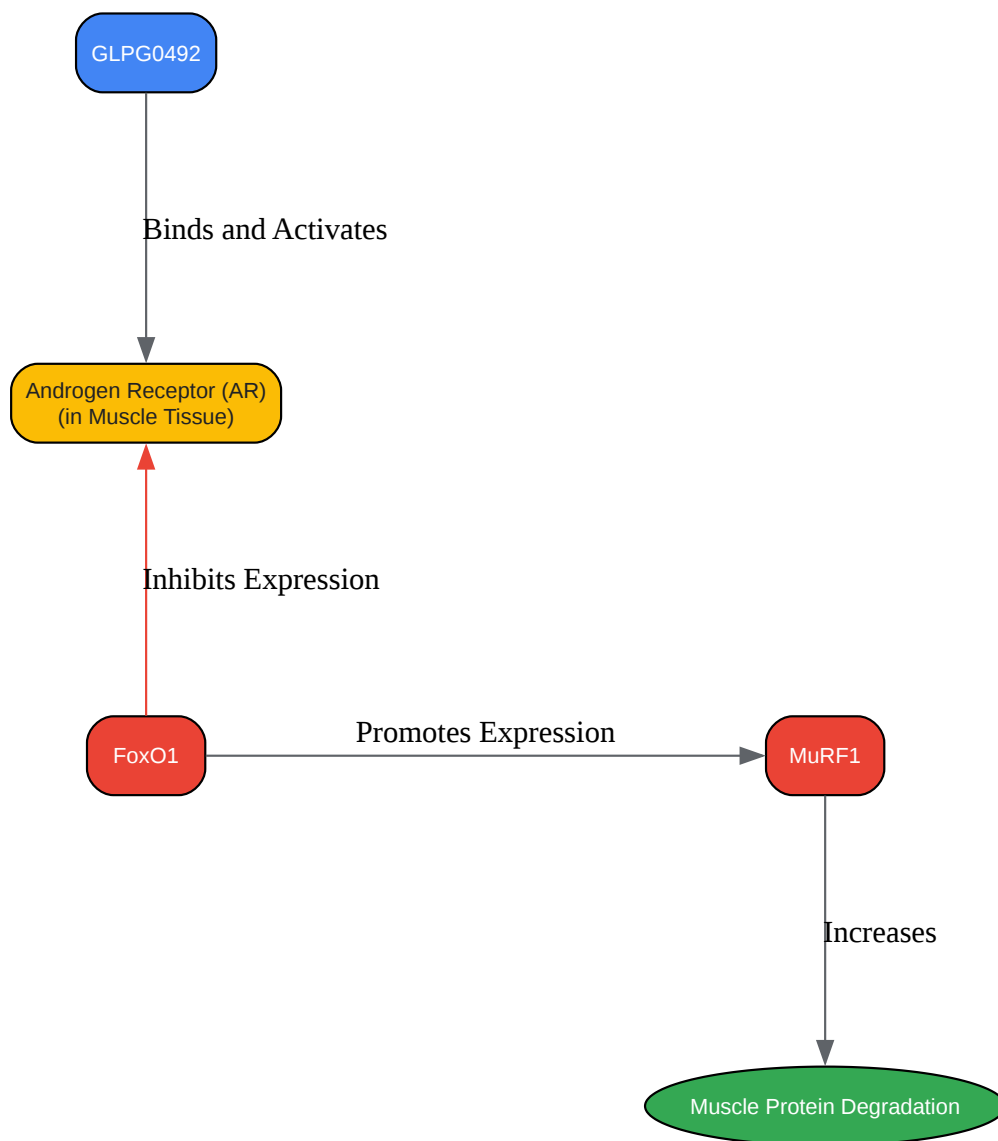 GLPG0492
Binds and Activates
Androgen Receptor (AR)
(in Muscle Tissue)
Inhibits Expression
FoxO1
Promotes Expression
MuRF1
Increases
Muscle Protein Degradation